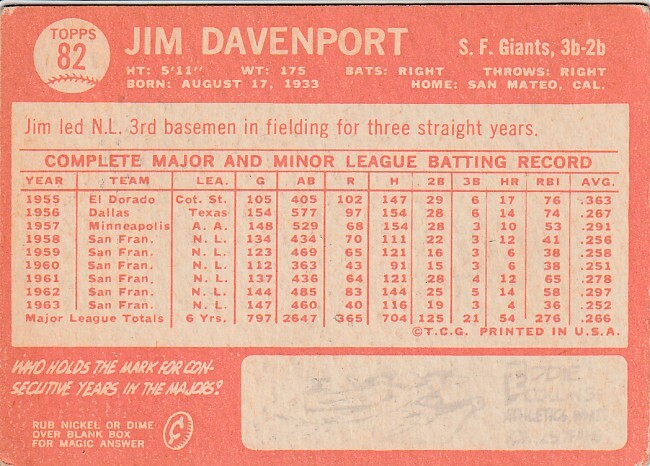 TOPPS
82
JIM DAVENPORT
S. F. Giants, 3b-2b
HT: 5'11" WT: 175 BATS: RIGHT THROWS: RIGHT
BORN: AUGUST 17, 1933 HOME: SAN MATEO, CAL.
Jim led N.L. 3rd basemen in fielding for three straight years.
COMPLETE MAJOR AND MINOR LEAGUE BATTING RECORD
YEAR TEAM LEA. G AB R H 2B 3B HR RBI AVG.
1955 El Dorado Cot. St. 105 405 102 147 29 6 17 76 .363
1956 Dallas Texas 154 577 97 154 28 6 14 74 .267
1957 Minneapolis A. A. 148 529 68 154 28 3 10 53 .291
1958 San Fran. N. L. 134 434 70 111 22 3 12 41 .256
1959 San Fran. N. L. 123 469 65 121 16 3 6 38 .258
1960 San Fran. N. L. 112 363 43 91 15 3 6 38 .251
1961 San Fran. N. L. 137 436 64 121 28 4 12 65 .278
1962 San Fran. N. L. 144 485 83 144 25 5 14 58 .297
1963 San Fran. N. L. 147 460 40 116 19 3 4 36 .252
Major League Totals 6 Yrs. 797 2647 365 704 125 21 54 276 .266
©T.C.G. PRINTED IN U.S.A.
WHO HOLDS THE MARK FOR CON-
SECUTIVE YEARS IN THE MAJORS?
RUB NICKEL OR DIME
OVER BLANK BOX
FOR MAGIC ANSWER
EDDIE
COLLINS